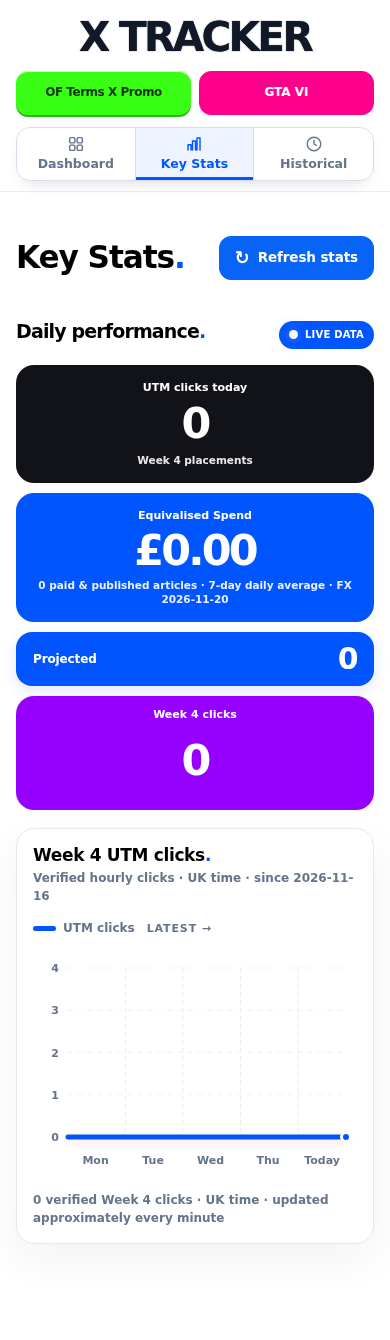 X TRACKER
OF Terms X Promo
GTA VI
Dashboard
Key Stats
Historical
Key Stats.
↻ Refresh stats
Daily performance.
LIVE DATA
UTM clicks today
0
Week 4 placements
Equivalised Spend
£0.00
0 paid & published articles · 7-day daily average · FX
2026-11-20
Projected
0
Week 4 clicks
0
Week 4 UTM clicks.
Verified hourly clicks · UK time · since 2026-11-
16
UTM clicks
LATEST →
4
3
2
1
0
Mon
Tue
Wed
Thu
Today
0 verified Week 4 clicks · UK time · updated
approximately every minute